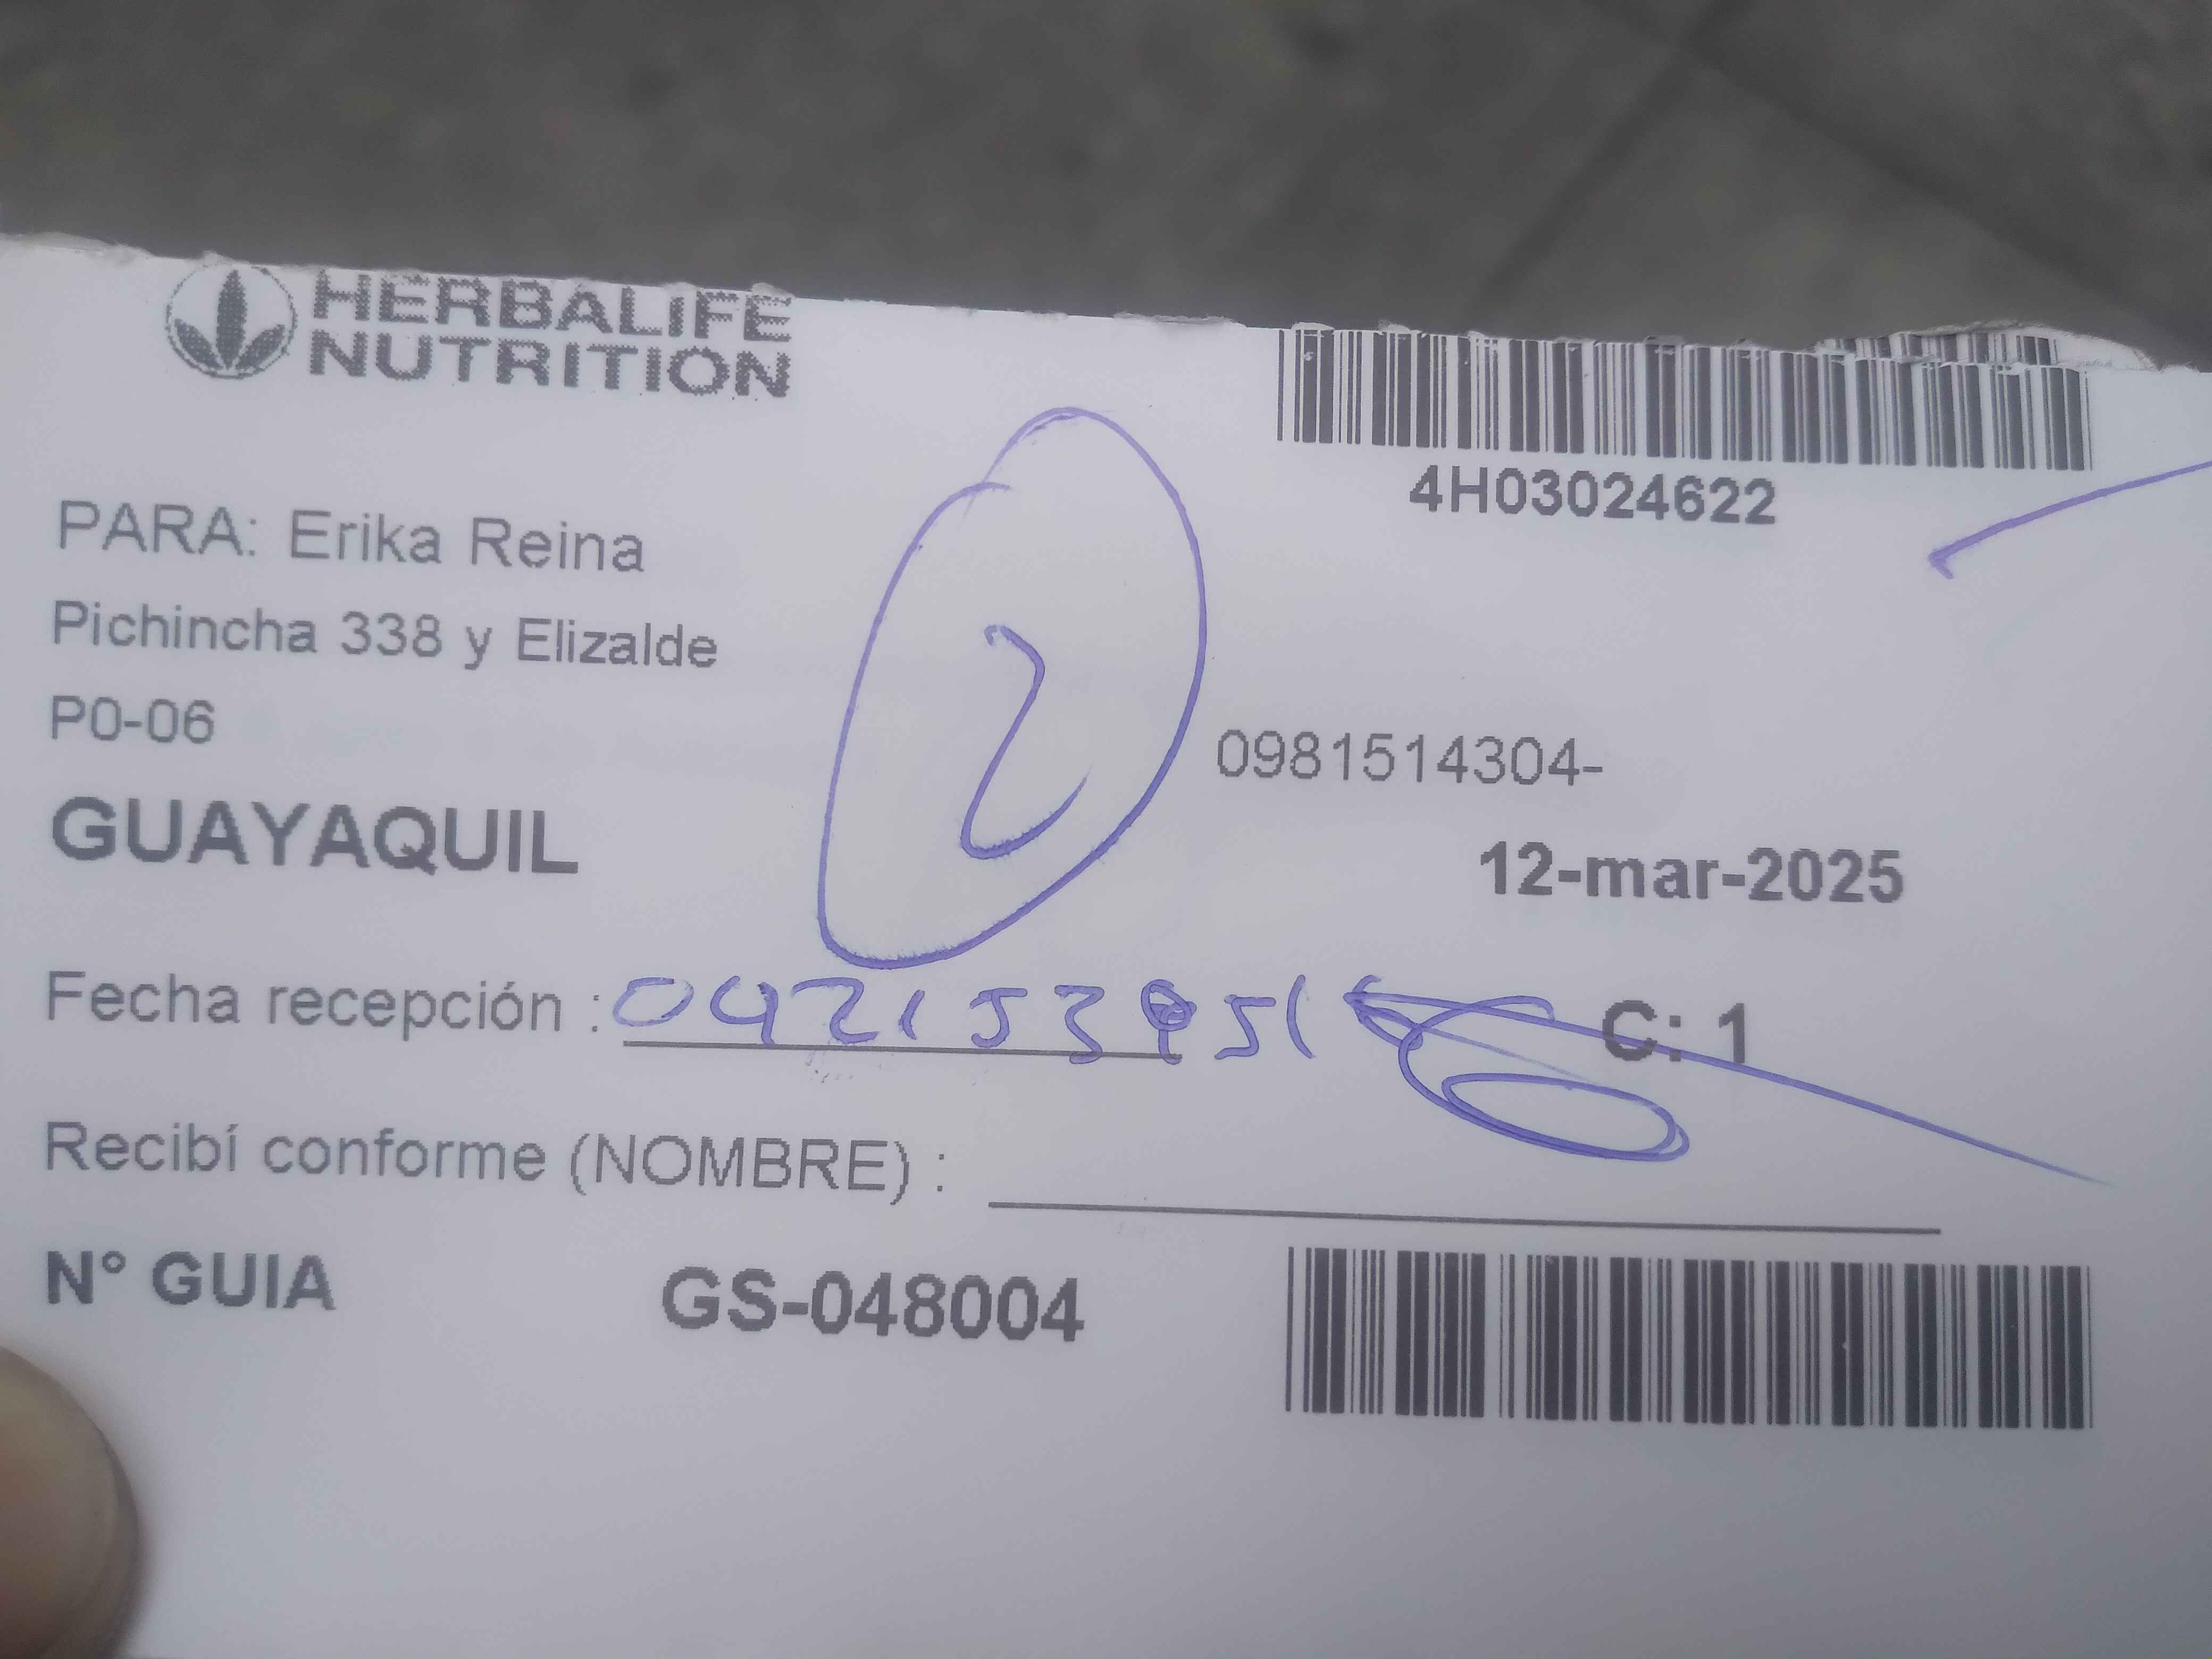 HERBALIFE
NUTRITION
4H03024622
PARA: Erika Reina
Pichincha 338 y Elizalde
P0-06
2
0981514304-
GUAYAQUIL
12-mar-2025
Fecha recepción :
C: 1
Recibí conforme (NOMBRE) :
N° GUIA GS-048004